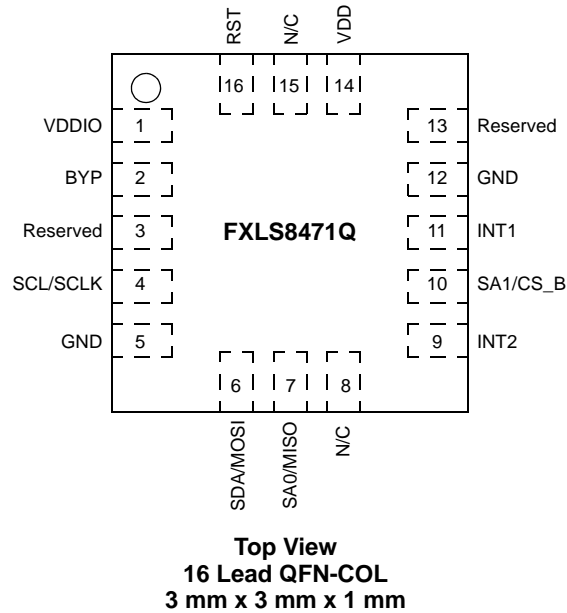 RST N/C VDD
16 15 14
VDDIO 1 13 Reserved
BYP 2 12 GND
Reserved 3 FXLS8471Q 11 INT1
SCL/SCLK 4 10 SA1/CS_B
GND 5 9 INT2
6 7 8
SDA/MOSI SA0/MISO N/C
Top View
16 Lead QFN-COL
3 mm x 3 mm x 1 mm